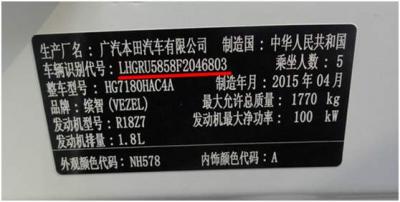 生产厂名：广汽本田汽车有限公司 制造国：中华人民共和国
车辆识别代号：LHGRU5858F2046803 乘坐人数：5
整车型号：HG7180HAC4A 制造年月：2015年04月
品牌：缤智(VEZEL) 最大允许总质量：1770 kg
发动机型号：R18Z7 发动机最大净功率：100 kW
发动机排量：1.8L
外观颜色代码：NH578 内饰颜色代码：A